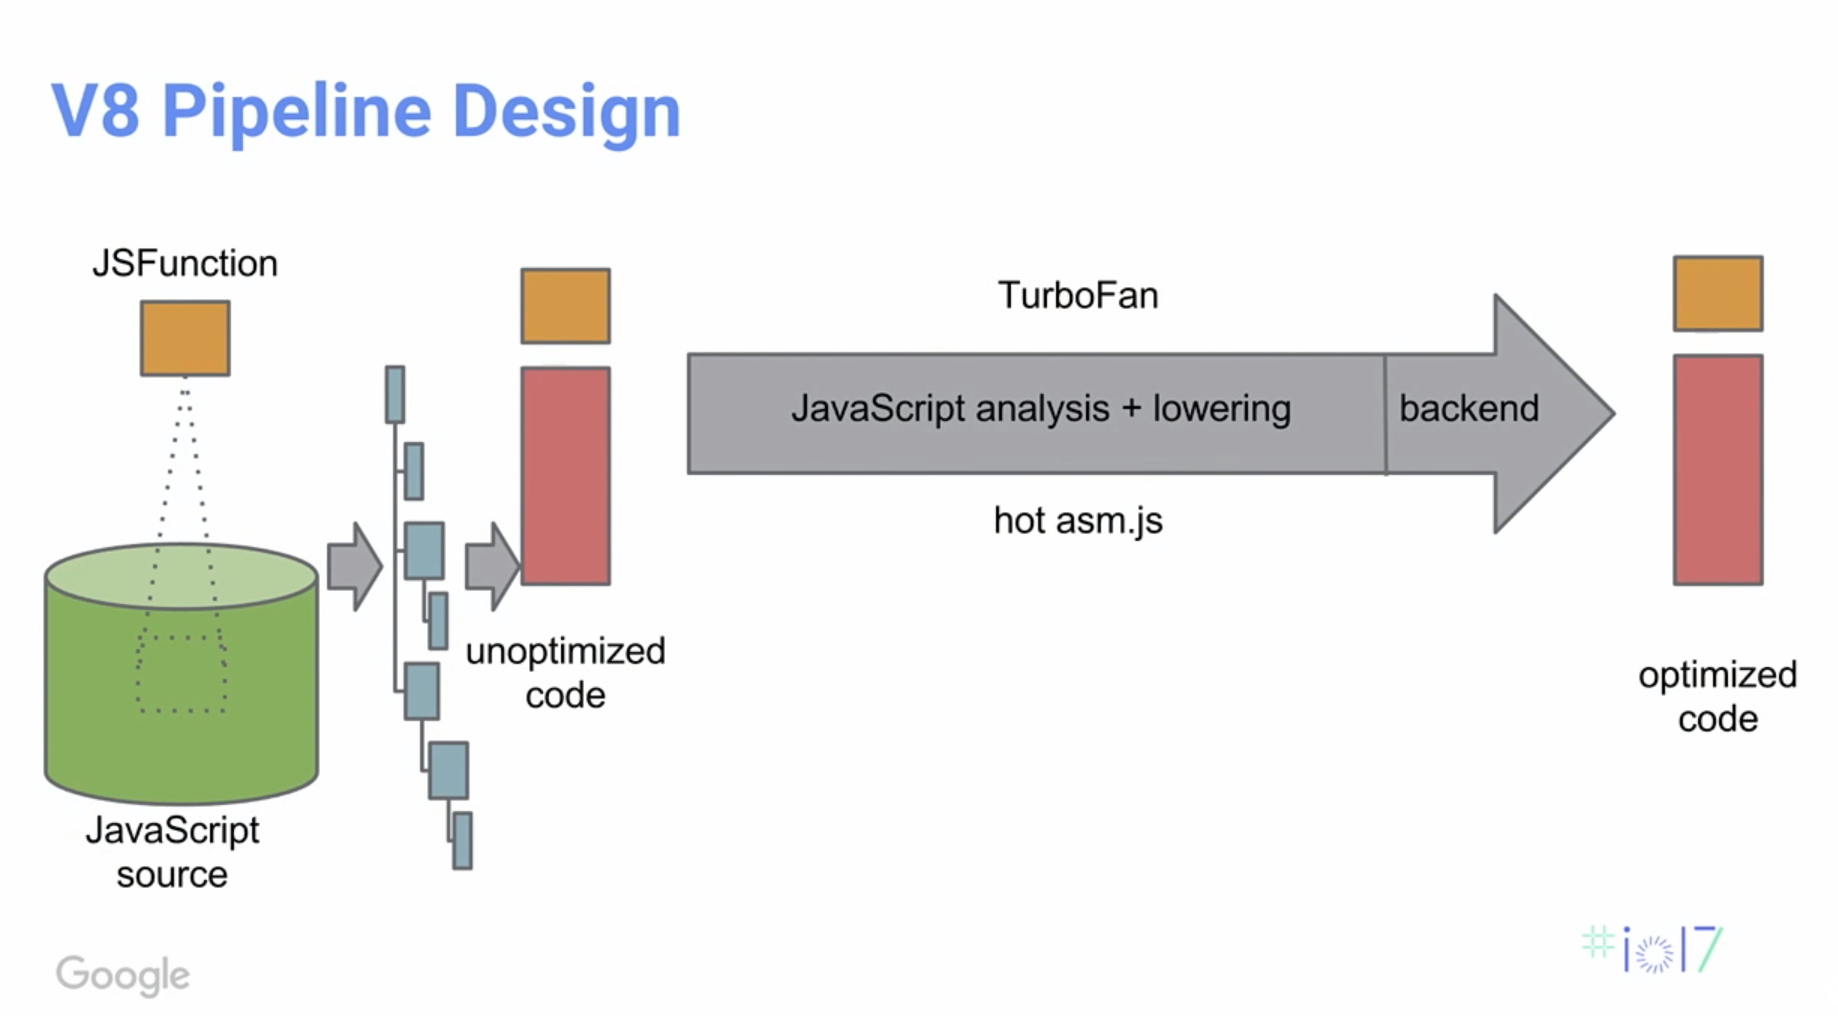 V8 Pipeline Design
JSFunction
TurboFan
JavaScript analysis + lowering
backend
hot asm.js
unoptimized
code
optimized
code
JavaScript
source
Google
#io17